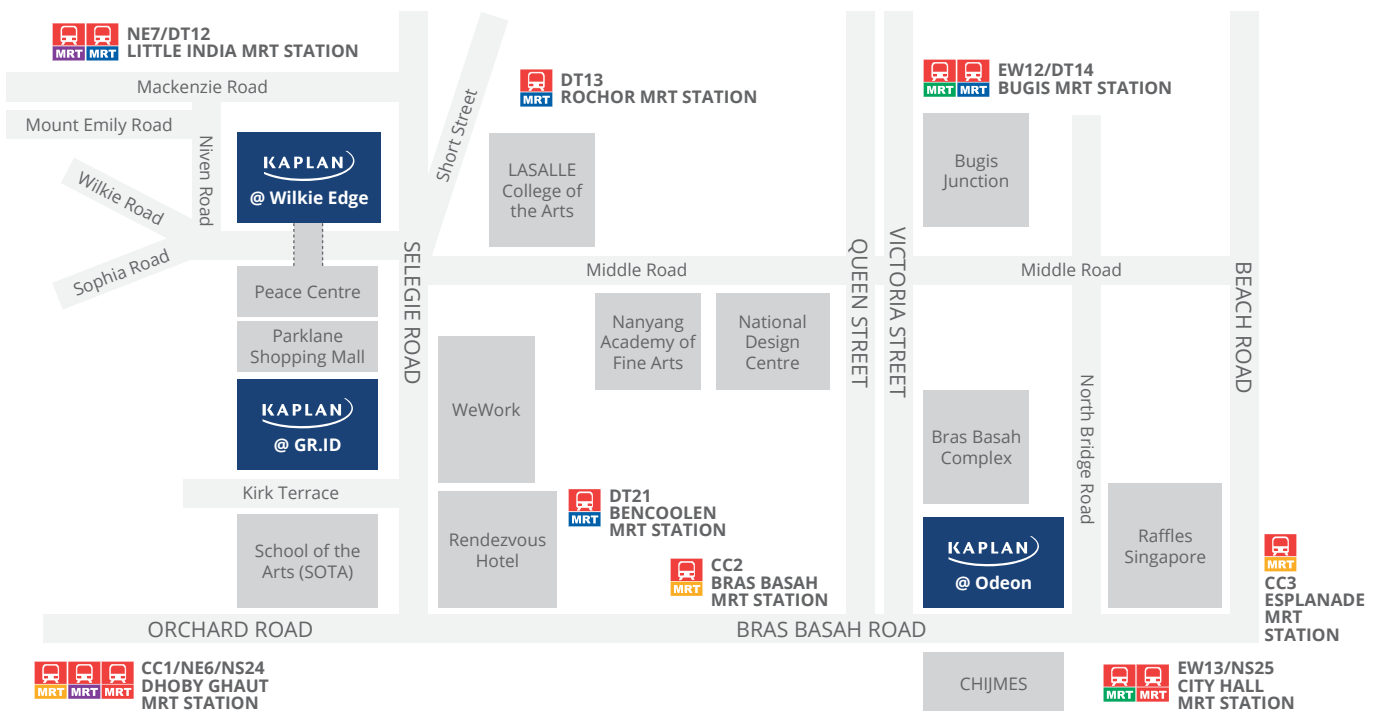 NE7/DT12
LITTLE INDIA MRT STATION
MRT MRT
Mackenzie Road
Mount Emily Road
Niven Road
Wilkie Road
Sophia Road
KAPLAN
@ Wilkie Edge
Peace Centre
Parklane
Shopping Mall
KAPLAN
@ GR.ID
Kirk Terrace
School of the
Arts (SOTA)
SELEGIE ROAD
Short Street
DT13
ROCHOR MRT STATION
MRT
LASALLE
College of
the Arts
Middle Road
Nanyang
Academy of
Fine Arts
National
Design
Centre
WeWork
Rendezvous
Hotel
DT21
BENCOOLEN
MRT STATION
MRT
CC2
BRAS BASAH
MRT STATION
MRT
QUEEN STREET
VICTORIA STREET
EW12/DT14
BUGIS MRT STATION
MRT MRT
Bugis
Junction
Middle Road
BEACH ROAD
North Bridge Road
Bras Basah
Complex
KAPLAN
@ Odeon
Raffles
Singapore
MRT
CC3
ESPLANADE
MRT
STATION
ORCHARD ROAD
BRAS BASAH ROAD
CC1/NE6/NS24
DHOBY GHAUT
MRT STATION
MRT MRT MRT
CHIJMES
EW13/NS25
CITY HALL
MRT STATION
MRT MRT